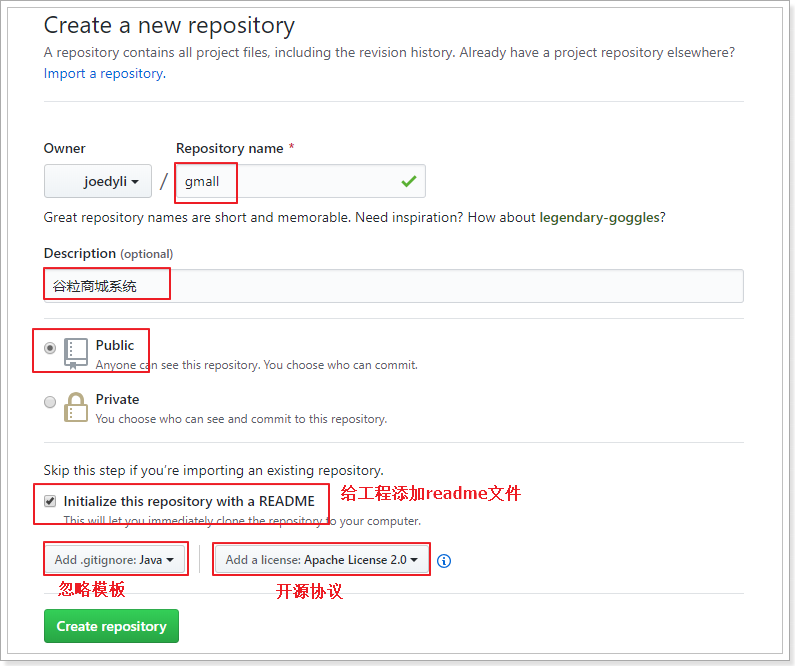 Create a new repository
A repository contains all project files, including the revision history. Already have a project repository elsewhere?
Import a repository.
Owner
Repository name *
joedyli
/
gmall
Great repository names are short and memorable. Need inspiration? How about legendary-goggles?
Description (optional)
谷粒商城系统
Public
Anyone can see this repository. You choose who can commit.
Private
You choose who can see and commit to this repository.
Skip this step if you're importing an existing repository.
Initialize this repository with a README
给工程添加readme文件
This will let you immediately clone the repository to your computer.
Add .gitignore: Java
Add a license: Apache License 2.0
忽略模板
开源协议
Create repository